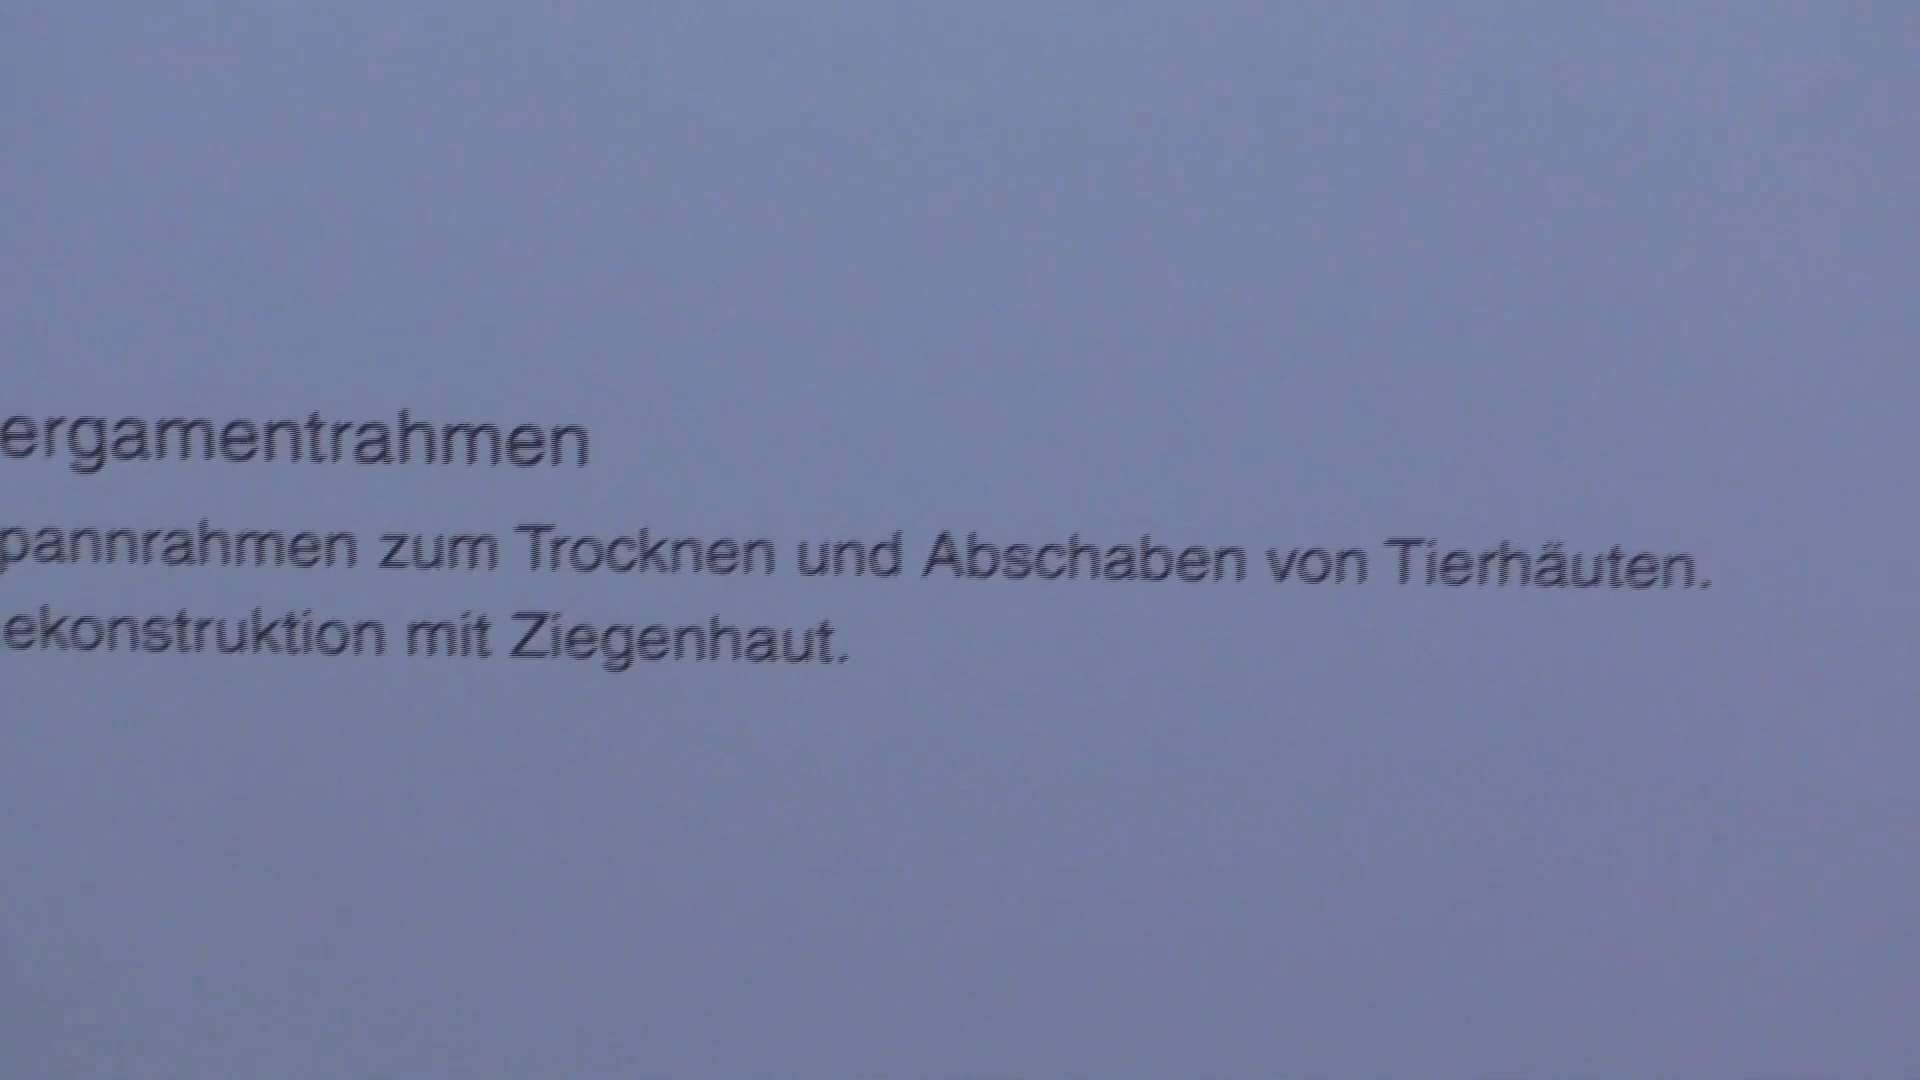 ergamentrahmen
pannrahmen zum Trocknen und Abschaben von Tierhäuten.
ekonstruktion mit Ziegenhaut.